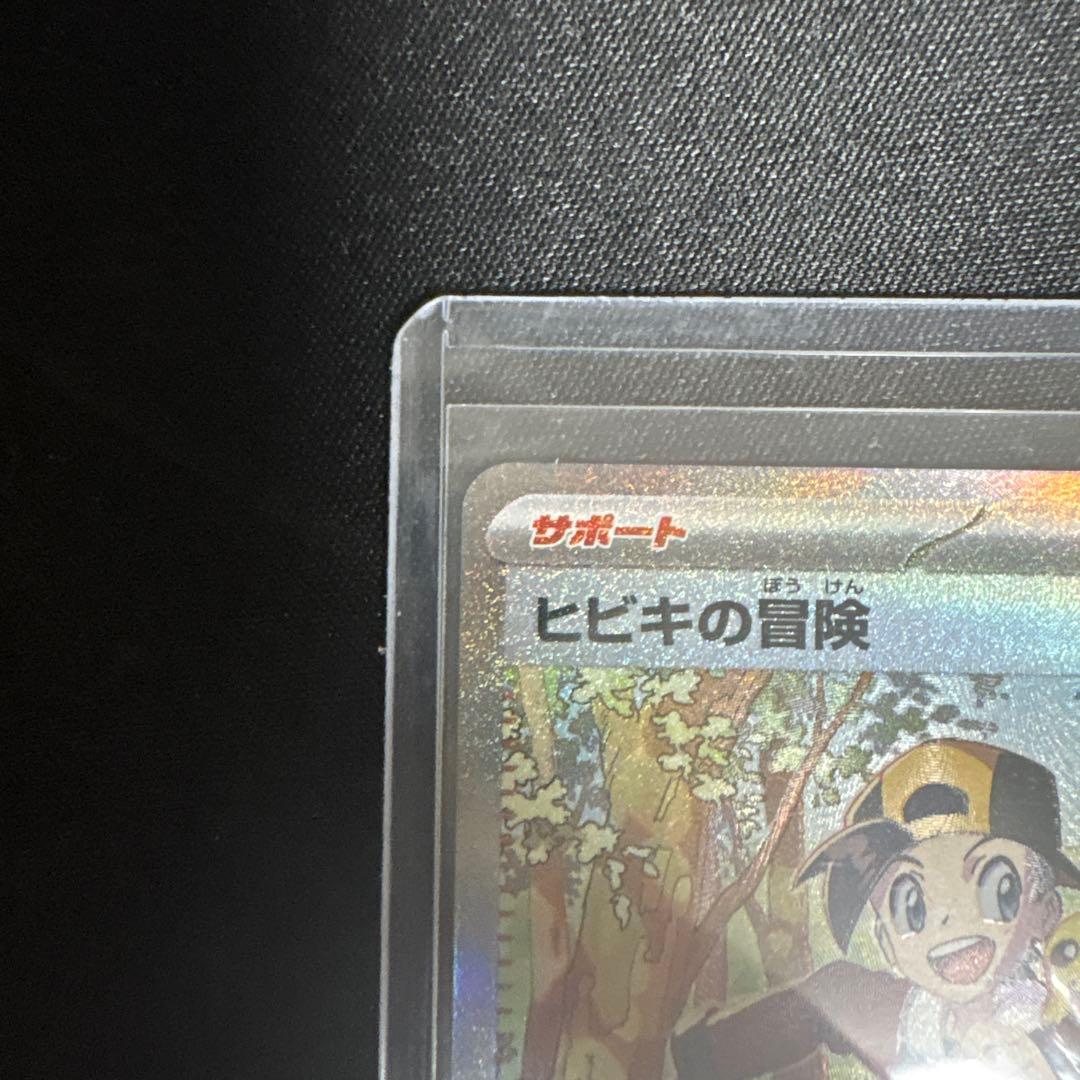 サポート
ぼう けん
ヒビキの冒険